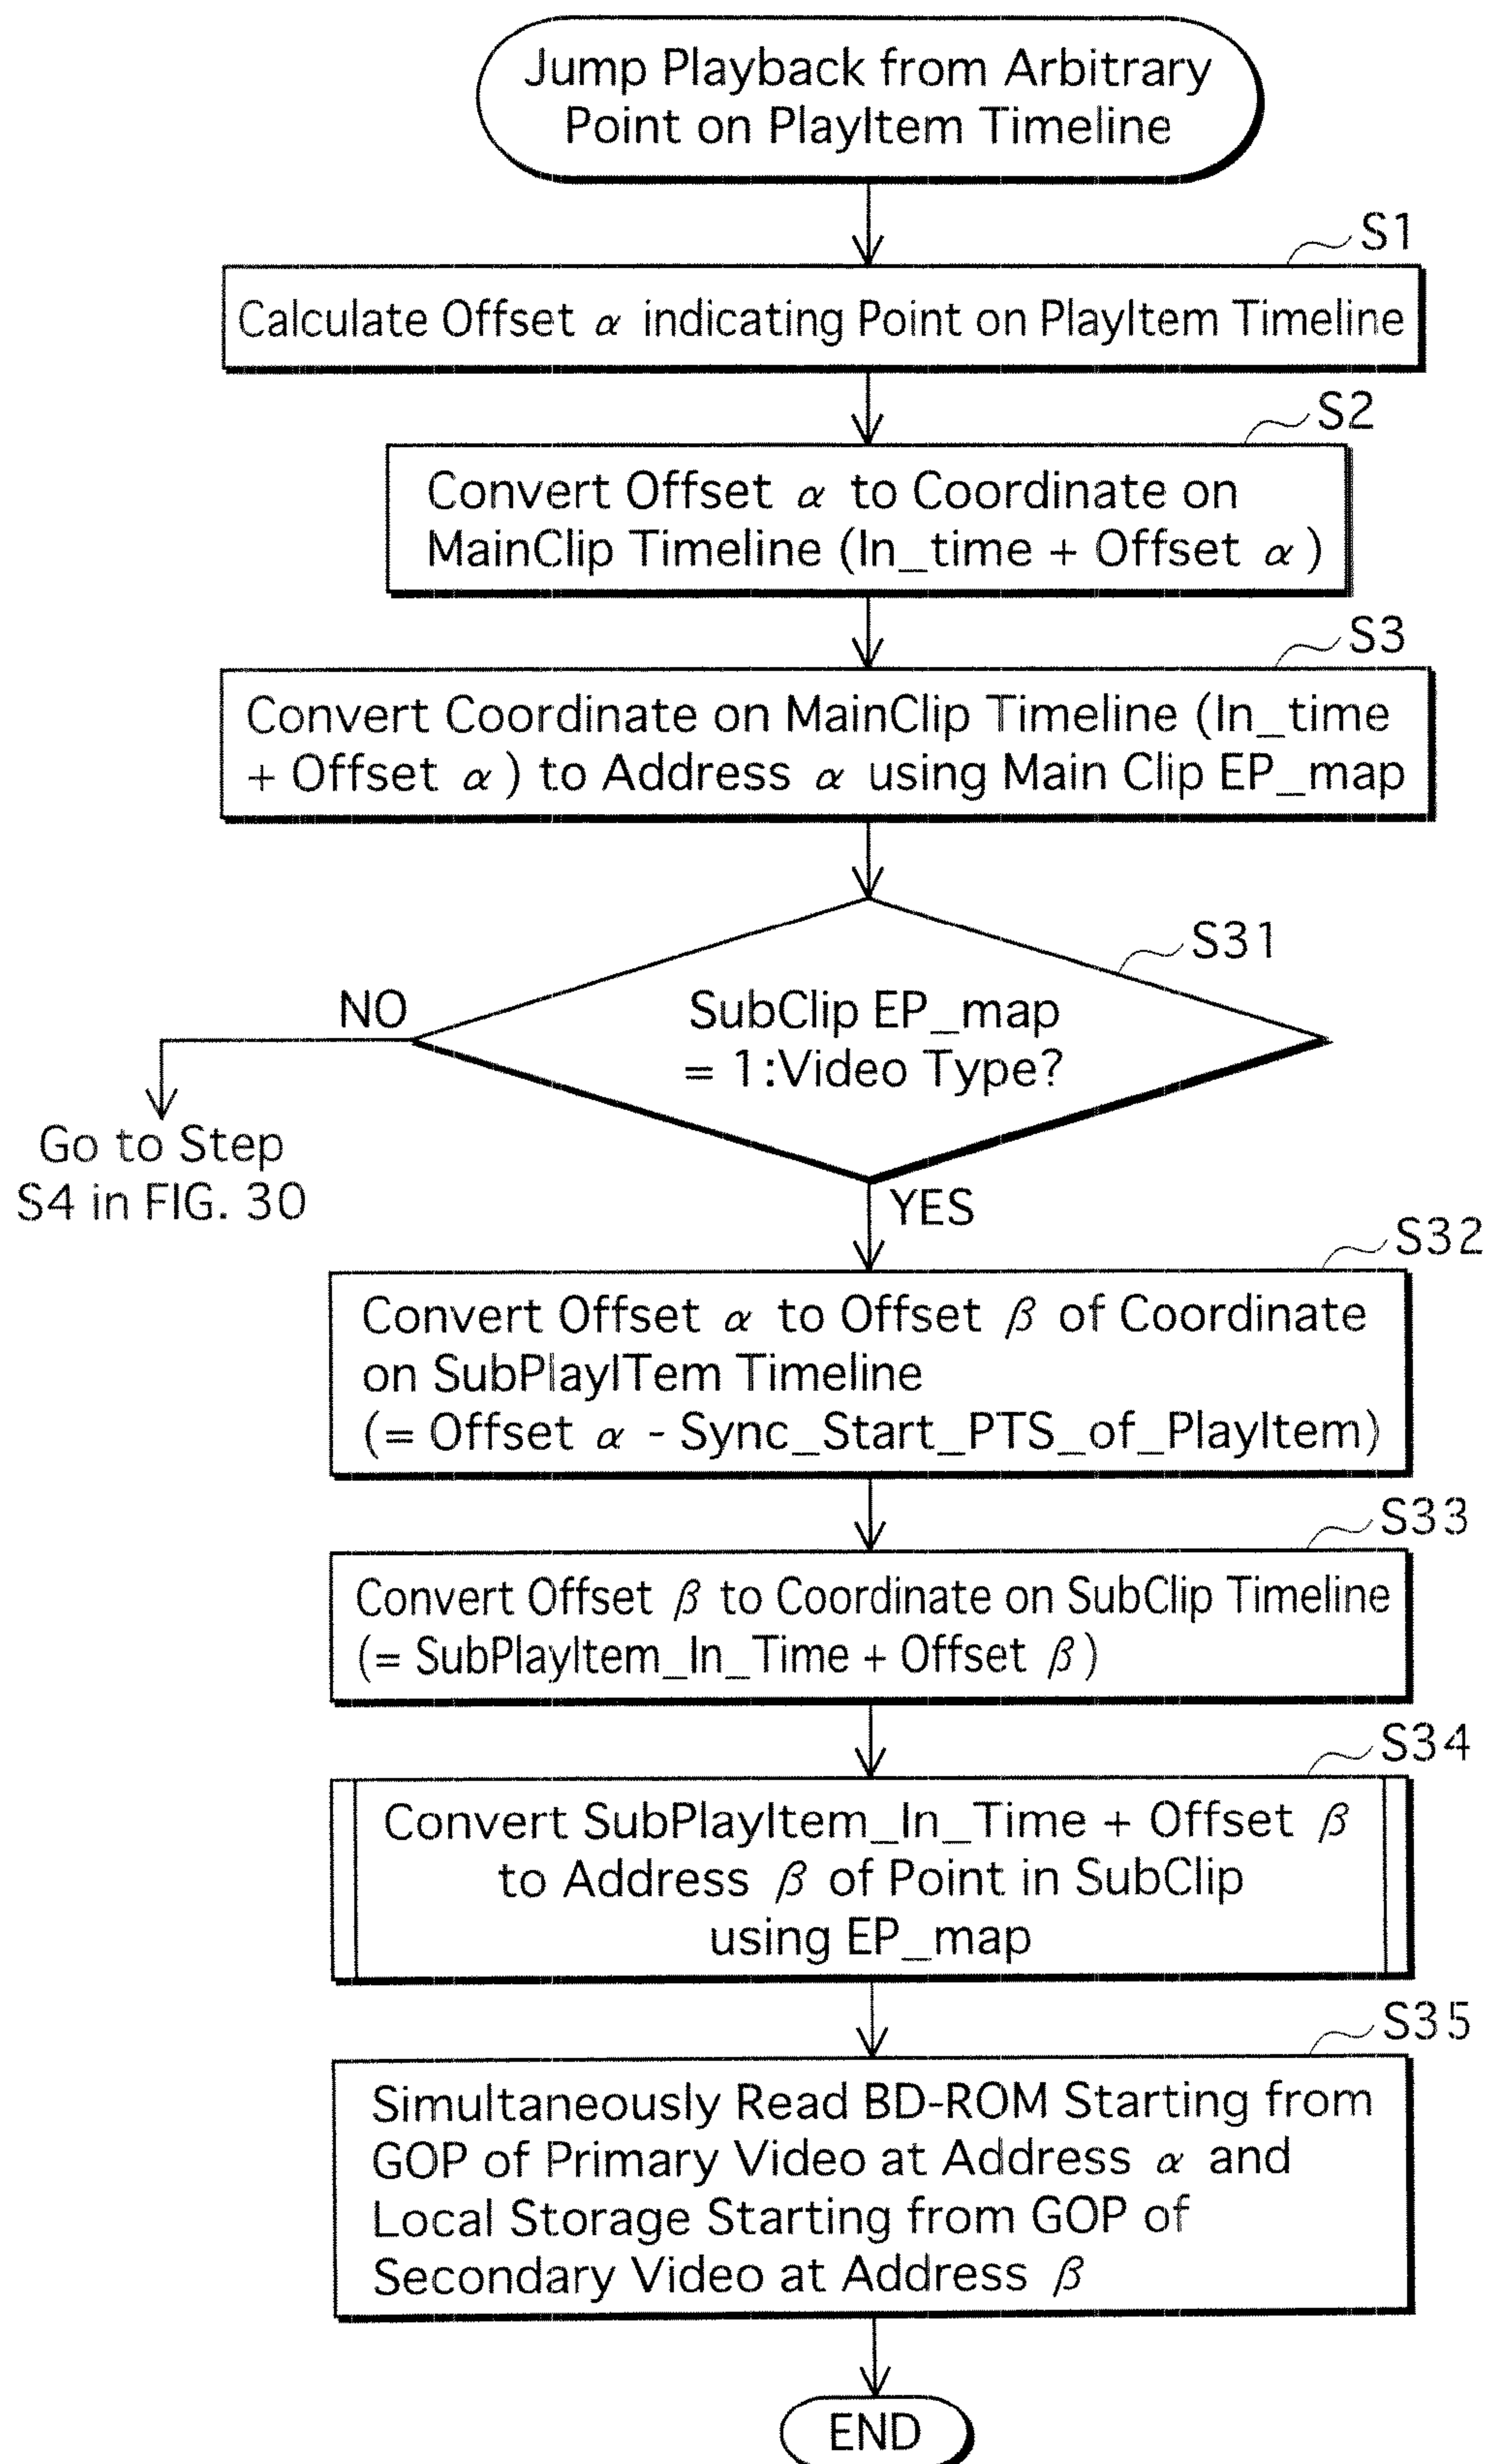 Jump Playback from Arbitrary
Point on PlayItem Timeline
S1
Calculate Offset α indicating Point on PlayItem Timeline
S2
Convert Offset α to Coordinate on
MainClip Timeline (In_time + Offset α)
S3
Convert Coordinate on MainClip Timeline (In_time
+ Offset α) to Address α using Main Clip EP_map
S31
SubClip EP_map
= 1:Video Type?
NO
Go to Step
S4 in FIG. 30
YES
S32
Convert Offset α to Offset β of Coordinate
on SubPlayITem Timeline
(= Offset α - Sync_Start_PTS_of_PlayItem)
S33
Convert Offset β to Coordinate on SubClip Timeline
(= SubPlayItem_In_Time + Offset β)
S34
Convert SubPlayItem_In_Time + Offset β
to Address β of Point in SubClip
using EP_map
S35
Simultaneously Read BD-ROM Starting from
GOP of Primary Video at Address α and
Local Storage Starting from GOP of
Secondary Video at Address β
END